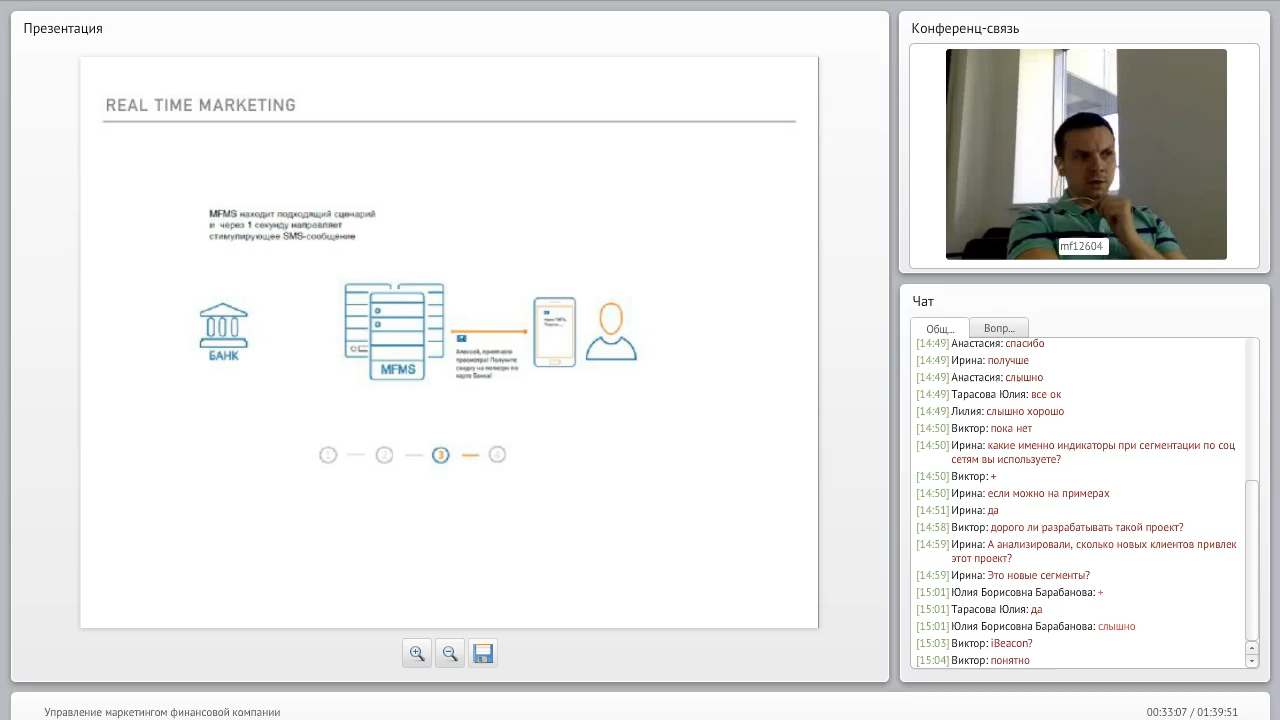 Презентация
REAL TIME MARKETING
MFMS находит подходящий сценарий
и через 1 секунду направляет
стимулирующее SMS-сообщение
БАНК
MFMS
Алексей, приятного
просмотра! Получите
скидку на попкорн по
карте Банка!
1
2
3
4
Конференц-связь
mf12604
Чат
Общ...
Вопр...
[14:49] Анастасия: спасибо
[14:49] Ирина: получше
[14:49] Анастасия: слышно
[14:49] Тарасова Юлия: все ок
[14:49] Лилия: слышно хорошо
[14:50] Виктор: пока нет
[14:50] Ирина: какие именно индикаторы при сегментации по соц
сетям вы используете?
[14:50] Виктор: +
[14:50] Ирина: если можно на примерах
[14:51] Ирина: да
[14:58] Виктор: дорого ли разрабатывать такой проект?
[14:59] Ирина: А анализировали, сколько новых клиентов привлек
этот проект?
[14:59] Ирина: Это новые сегменты?
[15:01] Юлия Борисовна Барабанова: +
[15:01] Тарасова Юлия: да
[15:01] Юлия Борисовна Барабанова: слышно
[15:03] Виктор: iBeacon?
[15:04] Виктор: понятно
Управление маркетингом финансовой компании
00:33:07 / 01:39:51